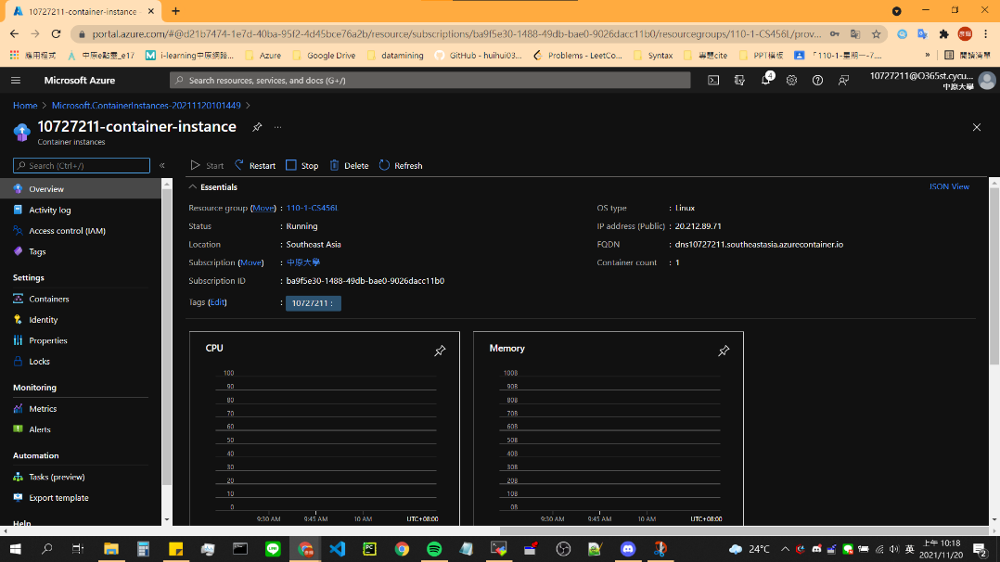 10727211-container-instance
portal.azure.com/#@d21b7474-1e7d-40ba-95f2-4d45bce76a2b/resource/subscriptions/ba9f5e30-1488-49db-bae0-9026dacc11b0/resourcegroups/110-1-CS456L/prov...
應用程式 中原e點靈_e17 i-learning中原網路... Azure Google Drive datamining GitHub - huihui03... Problems - LeetCo... Syntax 專題cite PPT模板 「110-1-星期一-7... » 閱讀清單
Microsoft Azure Search resources, services, and docs (G+/) 4 10727211@O365st.cycu...
中原大學
Home > Microsoft.ContainerInstances-20211120101449 >
10727211-container-instance ...
Container instances
Search (Ctrl+/) « Start Restart Stop Delete Refresh
Overview
Activity log
Access control (IAM)
Tags
Settings
Containers
Identity
Properties
Locks
Monitoring
Metrics
Alerts
Automation
Tasks (preview)
Export template
Help
Essentials JSON View
Resource group (Move) : 110-1-CS456L
Status : Running
Location : Southeast Asia
Subscription (Move) : 中原大學
Subscription ID : ba9f5e30-1488-49db-bae0-9026dacc11b0
Tags (Edit) : 10727211 :
OS type : Linux
IP address (Public) : 20.212.89.71
FQDN : dns10727211.southeastasia.azurecontainer.io
Container count : 1
CPU
100
90
80
70
60
50
40
30
20
10
0
9:30 AM 9:45 AM 10 AM UTC+08:00
Memory
100B
90B
80B
70B
60B
50B
40B
30B
20B
10B
0B
9:30 AM 9:45 AM 10 AM UTC+08:00
24°C 英 上午 10:18
2021/11/20
2